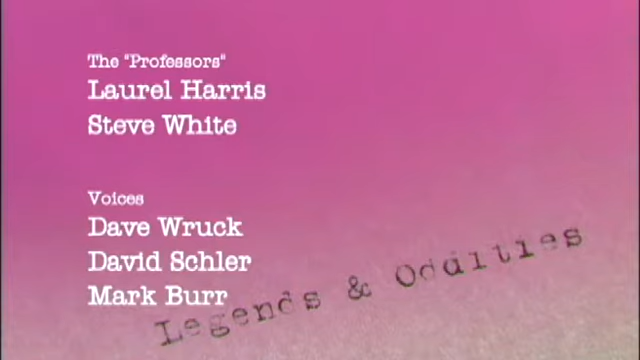 The "Professors"
Laurel Harris
Steve White
Voices
Dave Wruck
David Schler
Mark Burr
Legends & Oddities